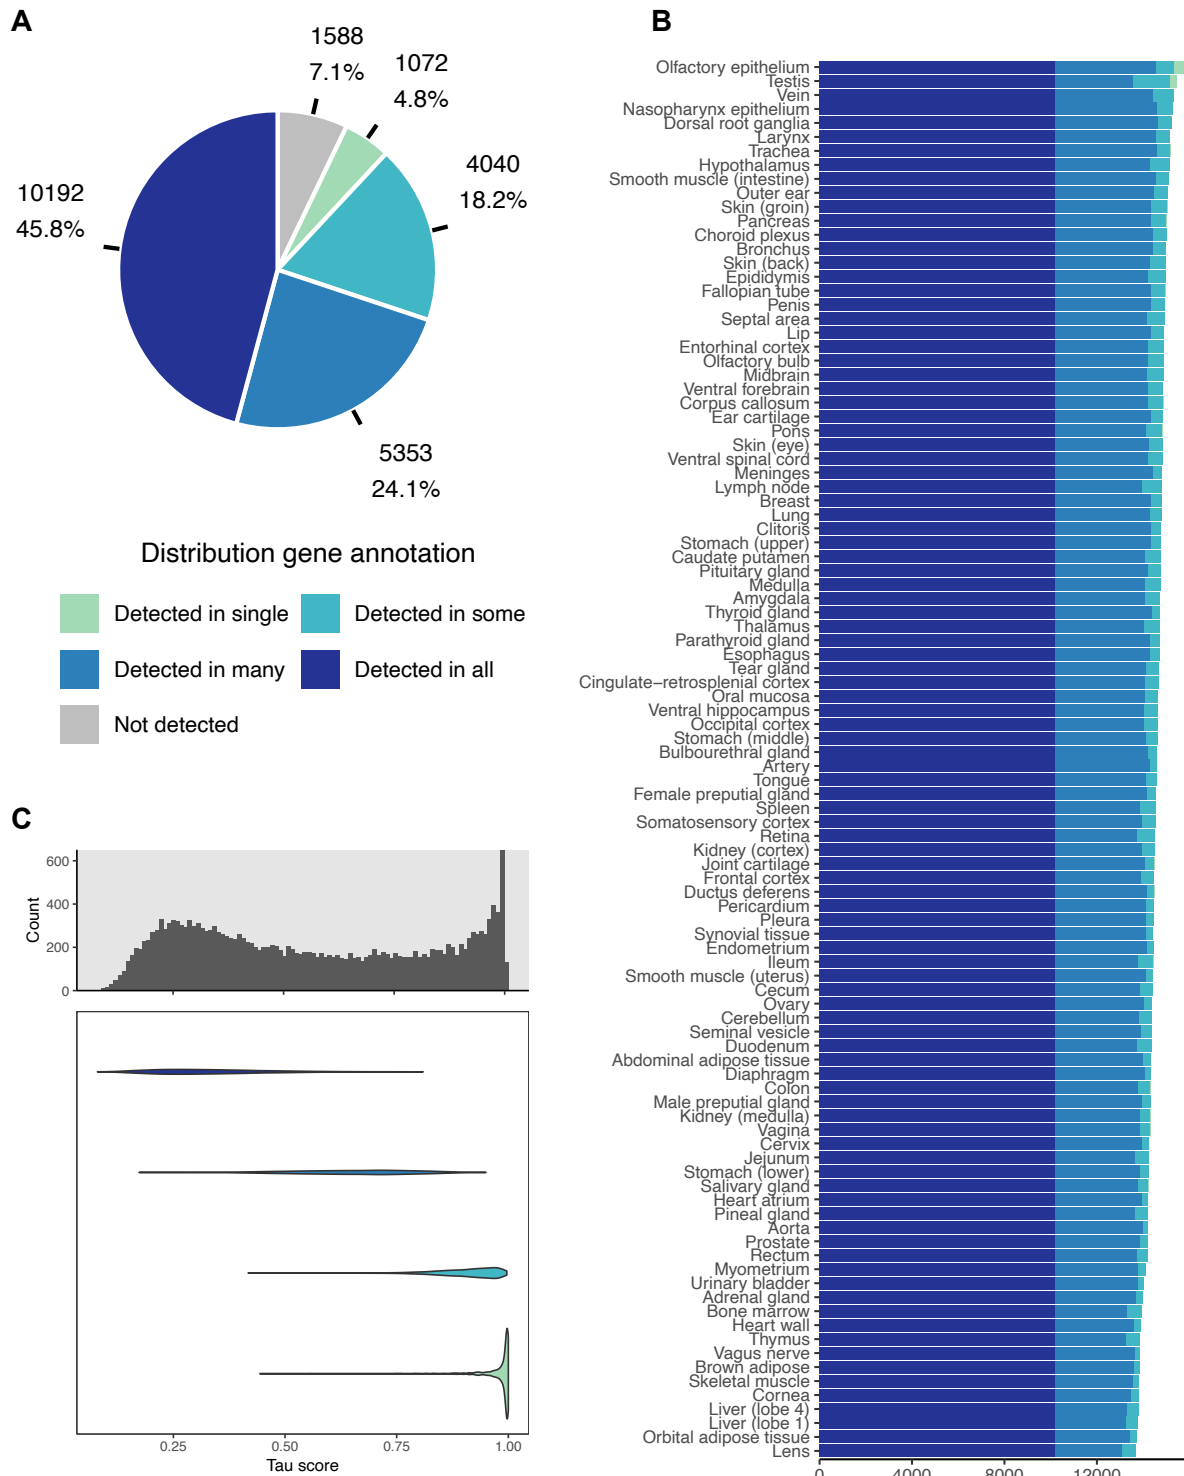 A
1588
7.1%
1072
4.8%
4040
18.2%
10192
45.8%
5353
24.1%
Distribution gene annotation
Detected in single
Detected in some
Detected in many
Detected in all
Not detected
B
Olfactory epithelium
Testis
Vein
Nasopharynx epithelium
Dorsal root ganglia
Larynx
Trachea
Hypothalamus
Smooth muscle (intestine)
Outer ear
Skin (groin)
Pancreas
Choroid plexus
Bronchus
Skin (back)
Epididymis
Fallopian tube
Penis
Septal area
Lip
Entorhinal cortex
Olfactory bulb
Midbrain
Ventral forebrain
Corpus callosum
Ear cartilage
Pons
Skin (eye)
Ventral spinal cord
Meninges
Lymph node
Breast
Lung
Clitoris
Stomach (upper)
Caudate putamen
Pituitary gland
Medulla
Amygdala
Thyroid gland
Thalamus
Parathyroid gland
Esophagus
Tear gland
Cingulate−retrosplenial cortex
Oral mucosa
Ventral hippocampus
Occipital cortex
Stomach (middle)
Bulbourethral gland
Artery
Tongue
Female preputial gland
Spleen
Somatosensory cortex
Retina
Kidney (cortex)
Joint cartilage
Frontal cortex
Ductus deferens
Pericardium
Pleura
Synovial tissue
Endometrium
Ileum
Smooth muscle (uterus)
Cecum
Ovary
Cerebellum
Seminal vesicle
Duodenum
Abdominal adipose tissue
Diaphragm
Colon
Male preputial gland
Kidney (medulla)
Vagina
Cervix
Jejunum
Stomach (lower)
Salivary gland
Heart atrium
Pineal gland
Aorta
Prostate
Rectum
Myometrium
Urinary bladder
Adrenal gland
Bone marrow
Heart wall
Thymus
Vagus nerve
Brown adipose
Skeletal muscle
Cornea
Liver (lobe 4)
Liver (lobe 1)
Orbital adipose tissue
Lens
0 4000 8000 12000
C
600
400
200
0
Count
0.25 0.50 0.75 1.00
Tau score